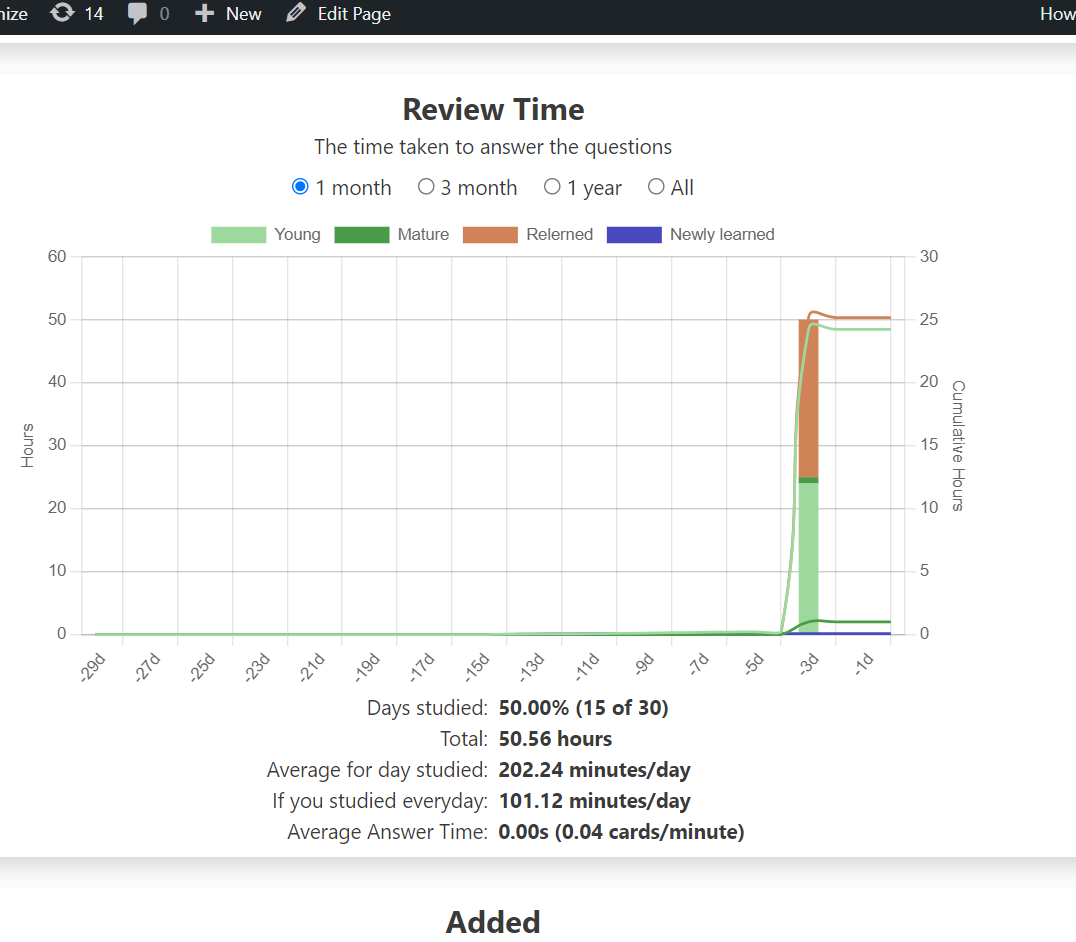 nize 14 0 New Edit Page How
Review Time
The time taken to answer the questions
1 month 3 month 1 year All
Young Mature Relerned Newly learned
60 30
50 25
40 20
30 15
20 10
10 5
0 0
Hours
Cumulative Hours
-29d -27d -25d -23d -21d -19d -17d -15d -13d -11d -9d -7d -5d -3d -1d
Days studied: 50.00% (15 of 30)
Total: 50.56 hours
Average for day studied: 202.24 minutes/day
If you studied everyday: 101.12 minutes/day
Average Answer Time: 0.00s (0.04 cards/minute)
Added